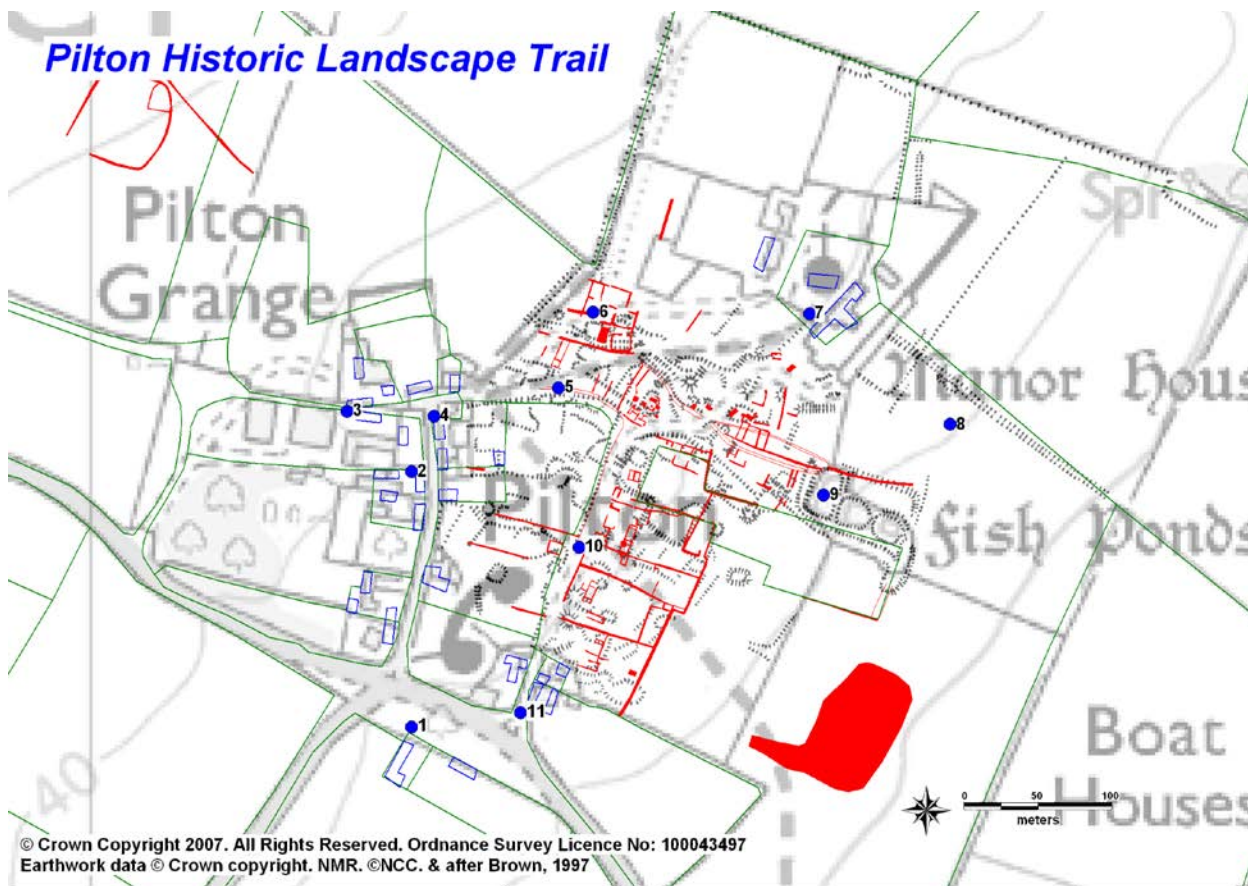 Pilton Historic Landscape Trail
Pilton
Grange
Spr
6
7
5
Manor Hous
3
4
8
2
9
Pilton
Fish Ponds
10
11
1
Boat
Houses
40
0 50 100
meters
© Crown Copyright 2007. All Rights Reserved. Ordnance Survey Licence No: 100043497
Earthwork data © Crown copyright. NMR. ©NCC. & after Brown, 1997